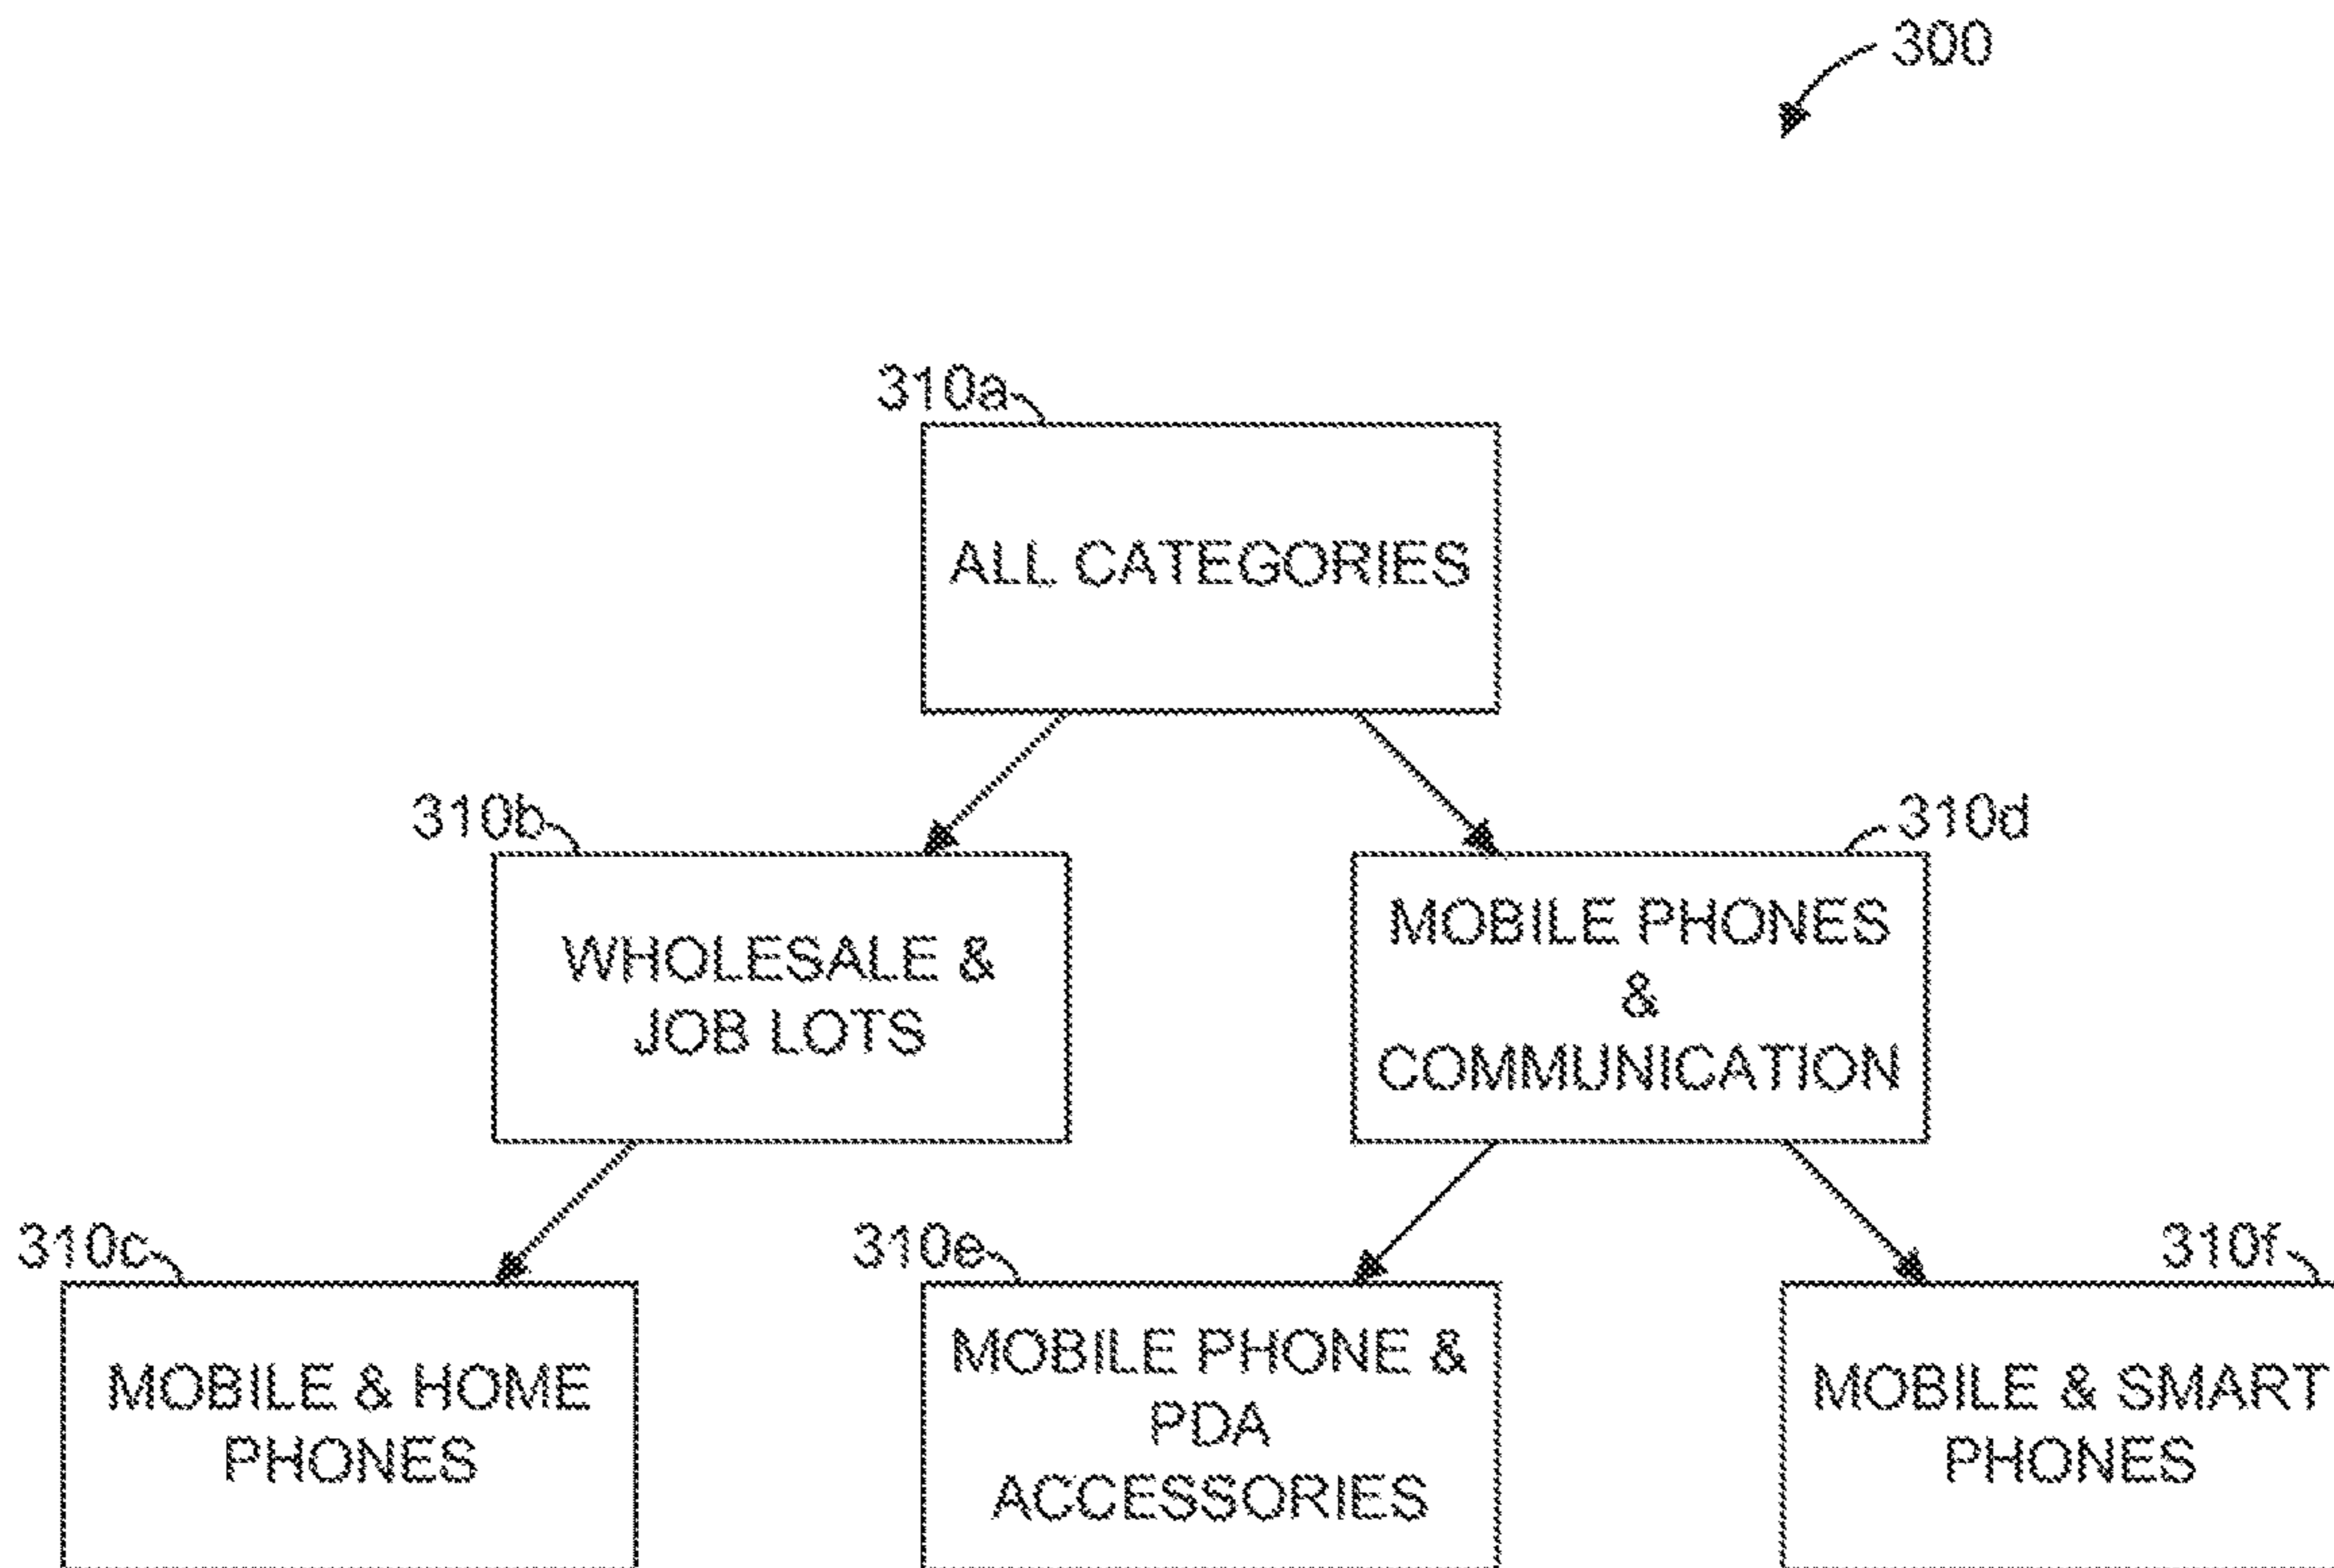 300
310a
ALL CATEGORIES
310b
310d
WHOLESALE &
JOB LOTS
MOBILE PHONES
&
COMMUNICATION
310c
310e
310f
MOBILE & HOME
PHONES
MOBILE PHONE &
PDA
ACCESSORIES
MOBILE & SMART
PHONES